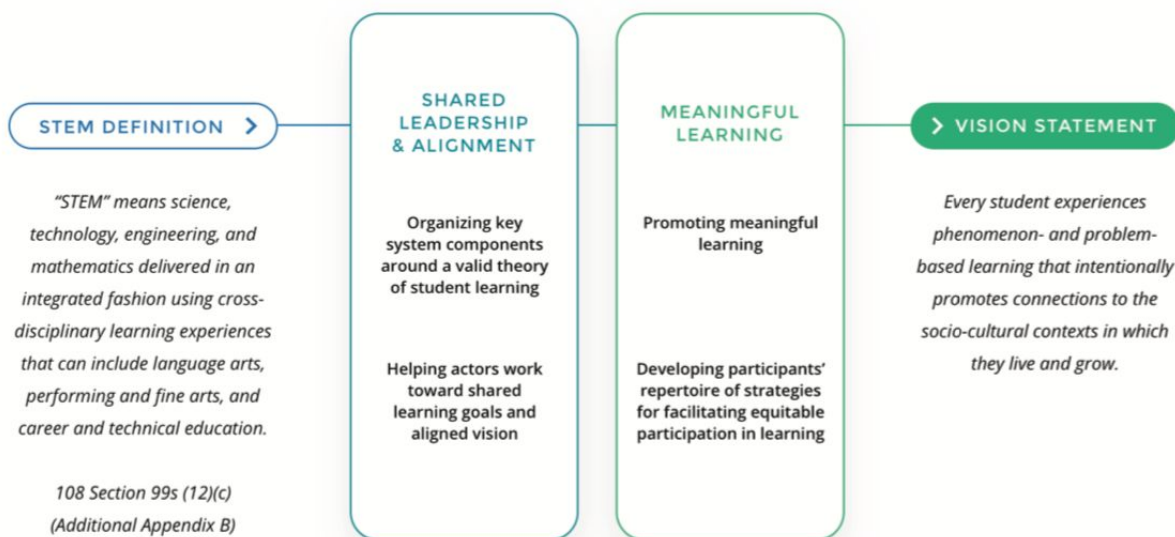 STEM DEFINITION
“STEM” means science,
technology, engineering, and
mathematics delivered in an
integrated fashion using cross-
disciplinary learning experiences
that can include language arts,
performing and fine arts, and
career and technical education.
108 Section 99s (12)(c)
(Additional Appendix B)
SHARED
LEADERSHIP
& ALIGNMENT
Organizing key
system components
around a valid theory
of student learning
Helping actors work
toward shared
learning goals and
aligned vision
MEANINGFUL
LEARNING
Promoting meaningful
learning
Developing participants’
repertoire of strategies
for facilitating equitable
participation in learning
VISION STATEMENT
Every student experiences
phenomenon- and problem-
based learning that intentionally
promotes connections to the
socio-cultural contexts in which
they live and grow.